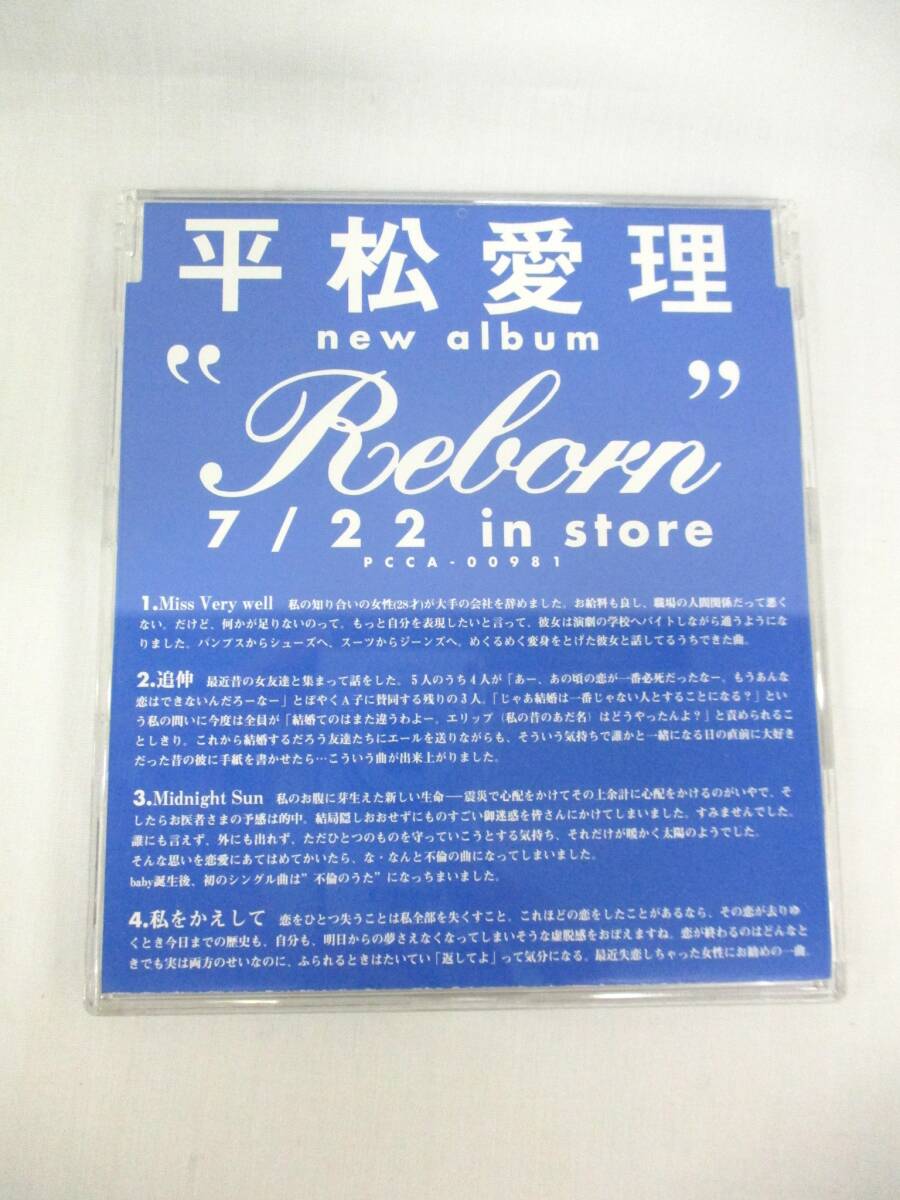 平松愛理
new album
“Reborn”
7/22 in store
PCCA-00981
1.Miss Very well 私の知り合いの女性(28才)が大手の会社を辞めました。お給料も良し、職場の人間関係だって悪く
ない。だけど、何かが足りないのって。もっと自分を表現したいと言って、彼女は演劇の学校へバイトしながら通うようにな
りました。パンプスからシューズへ、スーツからジーンズへ。めくるめく変身をとげた彼女と話してるうちできた曲。
2.追伸 最近昔の女友達と集まって話をした。5人のうち4人が「あー、あの頃の恋が一番必死だったなー。もうあんな
恋はできないんだろーなー」とぼやくA子に賛同する残りの3人。「じゃあ結婚は一番じゃない人とすることになる？」とい
う私の問いに今度は全員が「結婚てのはまた違うわよー。エリップ（私の昔のあだ名）はどうやったんよ？」と責められるこ
としきり。これから結婚するだろう友達たちにエールを送りながらも、そういう気持ちで誰かと一緒になる日の直前に大好き
だった昔の彼に手紙を書かせたら…こういう曲が出来上がりました。
3.Midnight Sun 私のお腹に芽生えた新しい生命──震災で心配をかけてその上余計に心配をかけるのがいやで、そ
したらお医者さまの予感は的中。結局隠しおおせずにものすごい御迷惑を皆さんにかけてしまいました。すみませんでした。
誰にも言えず、外にも出れず、ただひとつのものを守っていこうとする気持ち、それだけが暖かく太陽のようでした。
そんな思いを恋愛にあてはめてかいたら、な・なんと不倫の曲になってしまいました。
baby誕生後、初のシングル曲は”不倫のうた”になっちまいました。
4.私をかえして 恋をひとつ失うことは私全部を失くすこと。これほどの恋をしたことがあるなら、その恋が去りゆ
くとき今日までの歴史も、自分も、明日からの夢さえなくなってしまいそうな虚脱感をおぼえますね。恋が終わるのはどんなと
きでも実は両方のせいなのに、ふられるときはたいてい「返してよ」って気分になる。最近失恋しちゃった女性にお勧めの一曲。